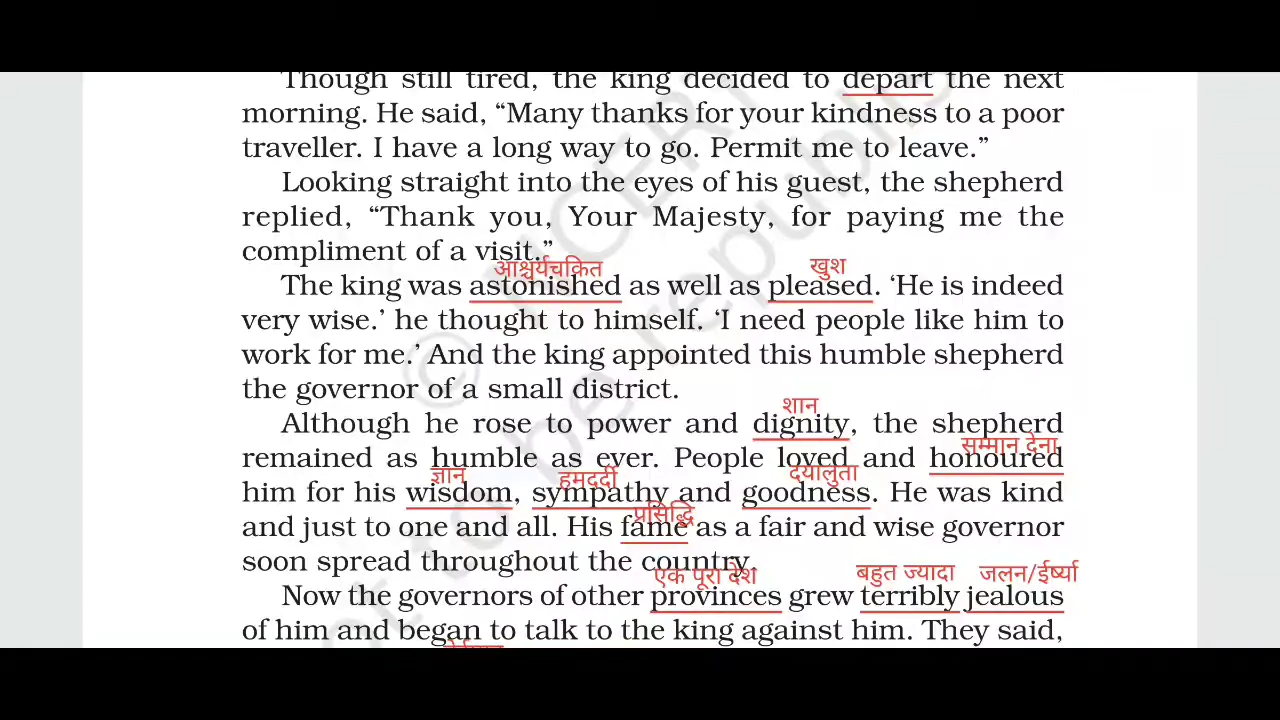 Though still tired, the king decided to depart the next
morning. He said, “Many thanks for your kindness to a poor
traveller. I have a long way to go. Permit me to leave.”
Looking straight into the eyes of his guest, the shepherd
replied, “Thank you, Your Majesty, for paying me the
compliment of a visit.”
आश्चर्यचकित खुश
The king was astonished as well as pleased. ‘He is indeed
very wise.’ he thought to himself. ‘I need people like him to
work for me.’ And the king appointed this humble shepherd
the governor of a small district.
शान
Although he rose to power and dignity, the shepherd
सम्मान देना
remained as humble as ever. People loved and honoured
ज्ञान हमदर्दी दयालुता
him for his wisdom, sympathy and goodness. He was kind
प्रसिद्धि
and just to one and all. His fame as a fair and wise governor
soon spread throughout the country.
एक पूरा देश बहुत ज्यादा जलन/ईर्ष्या
Now the governors of other provinces grew terribly jealous
of him and began to talk to the king against him. They said,
© NCERT
not to be republis